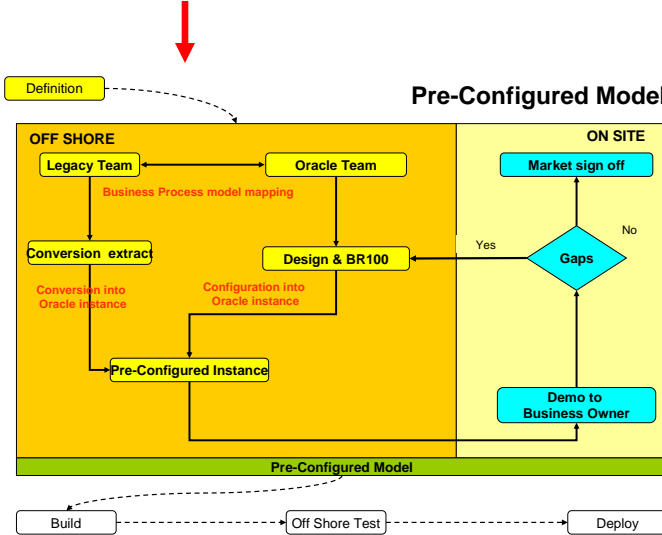 Definition
Pre-Configured Model
OFF SHORE
ON SITE
Legacy Team
Oracle Team
Market sign off
Business Process model mapping
No
Yes
Conversion extract
Design & BR100
Gaps
Conversion into
Oracle instance
Configuration into
Oracle instance
Pre-Configured Instance
Demo to
Business Owner
Pre-Configured Model
Build
Off Shore Test
Deploy